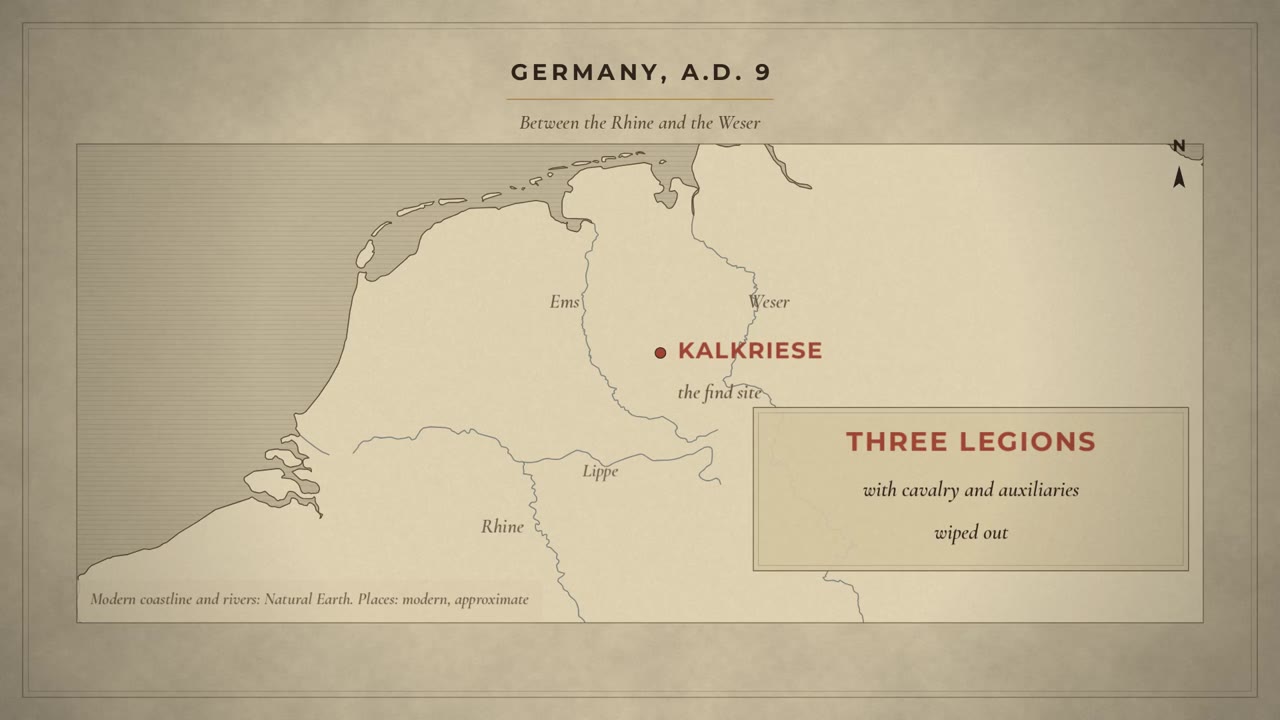 GERMANY, A.D. 9
Between the Rhine and the Weser
N
Ems
Weser
KALKRIESE
the find site
THREE LEGIONS
with cavalry and auxiliaries
wiped out
Lippe
Rhine
Modern coastline and rivers: Natural Earth. Places: modern, approximate